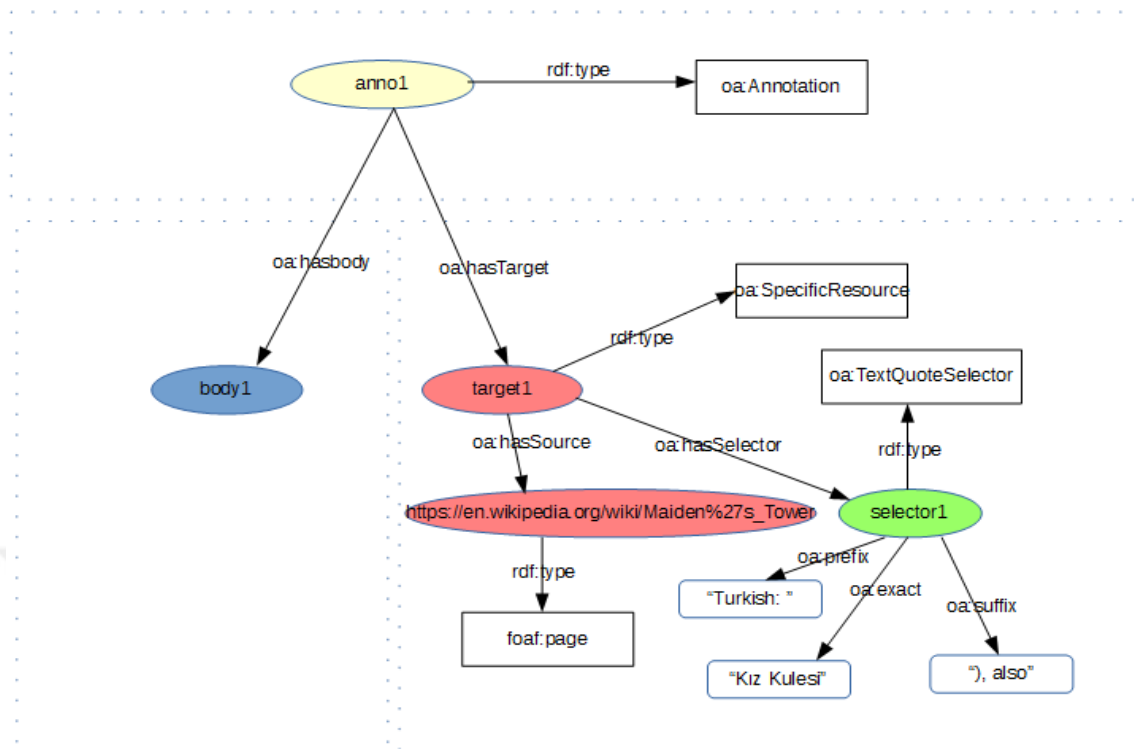 anno1
rdf:type
oa:Annotation
oa:hasbody
oa:hasTarget
oa:SpecificResource
rdf:type
body1
target1
oa:TextQuoteSelector
oa:hasSource
oa:hasSelector
rdf:type
https://en.wikipedia.org/wiki/Maiden%27s_Tower
selector1
rdf:type
oa:prefix
oa:exact
oa:suffix
“Turkish: ”
foaf:page
“Kız Kulesi”
“), also”